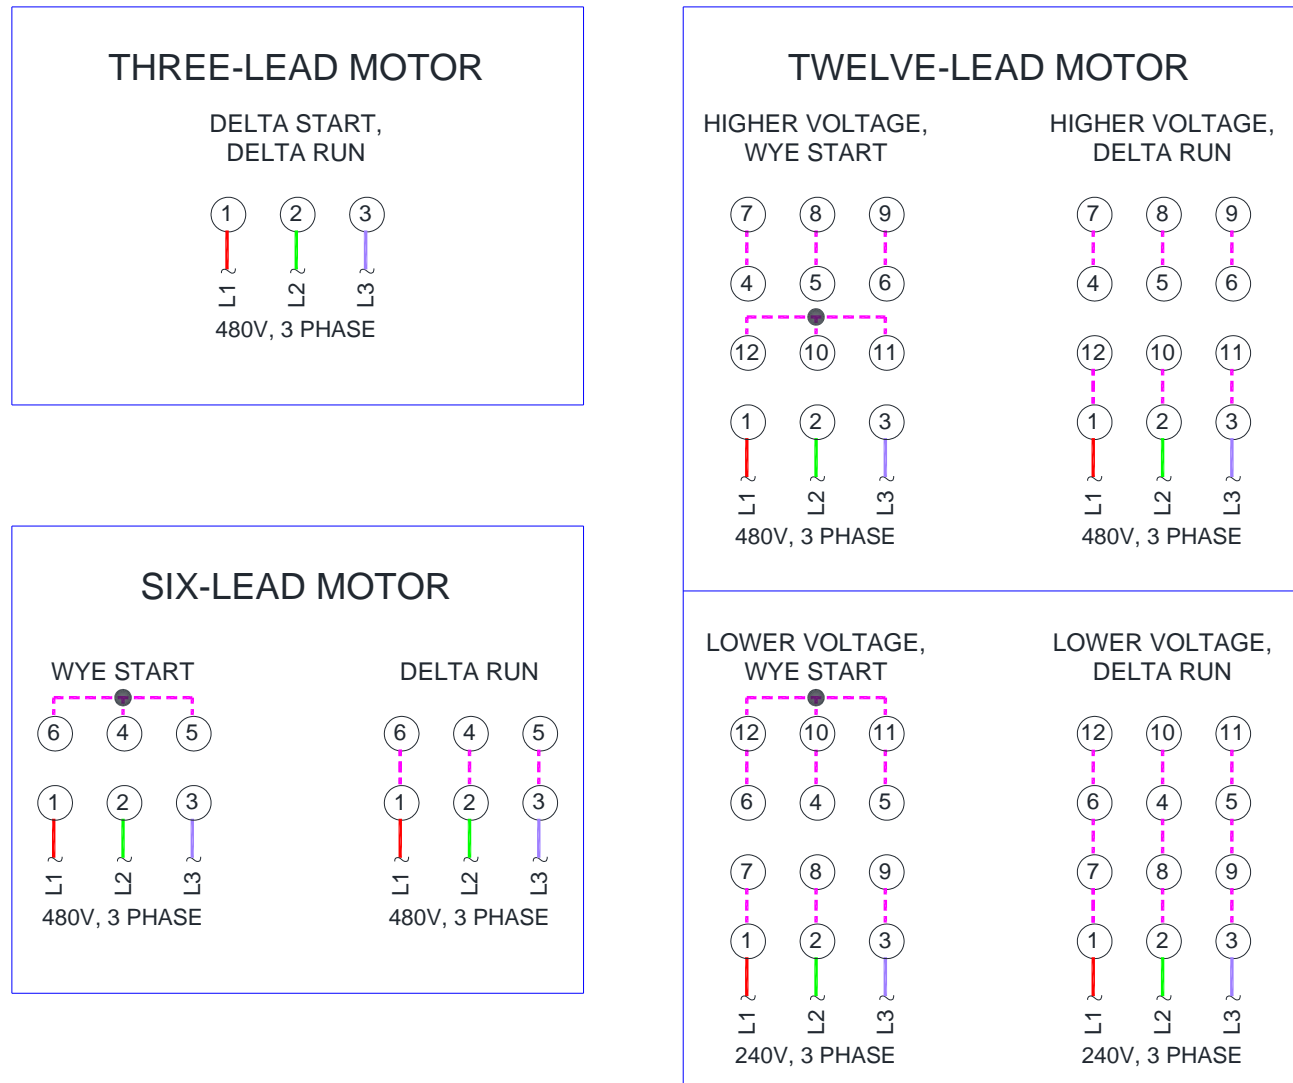 THREE-LEAD MOTOR
DELTA START,
DELTA RUN
1 2 3
L1 L2 L3
480V, 3 PHASE
SIX-LEAD MOTOR
WYE START
6 4 5
1 2 3
L1 L2 L3
480V, 3 PHASE
DELTA RUN
6 4 5
1 2 3
L1 L2 L3
480V, 3 PHASE
TWELVE-LEAD MOTOR
HIGHER VOLTAGE,
WYE START
7 8 9
4 5 6
12 10 11
1 2 3
L1 L2 L3
480V, 3 PHASE
HIGHER VOLTAGE,
DELTA RUN
7 8 9
4 5 6
12 10 11
1 2 3
L1 L2 L3
480V, 3 PHASE
LOWER VOLTAGE,
WYE START
12 10 11
6 4 5
7 8 9
1 2 3
L1 L2 L3
240V, 3 PHASE
LOWER VOLTAGE,
DELTA RUN
12 10 11
6 4 5
7 8 9
1 2 3
L1 L2 L3
240V, 3 PHASE